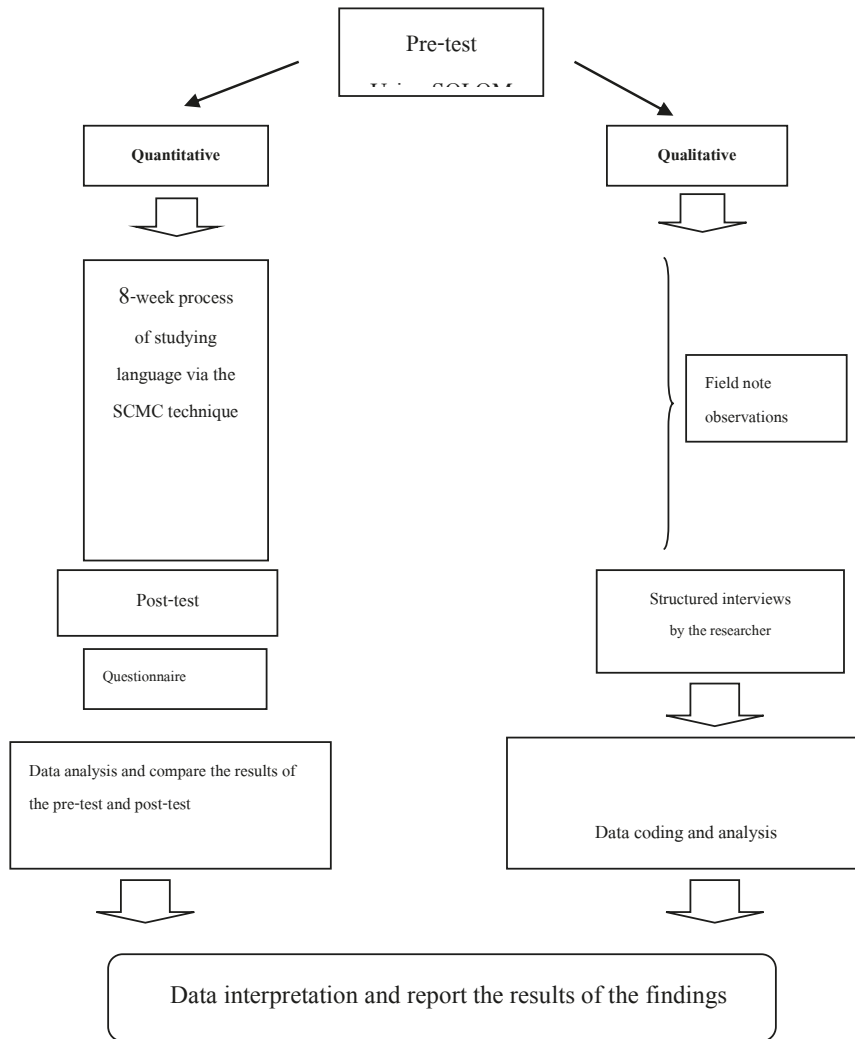 Pre-test
Quantitative
Qualitative
8-week process
of studying
language via the
SCMC technique
Field note
observations
Post-test
Structured interviews
by the researcher
Questionnaire
Data analysis and compare the results of
the pre-test and post-test
Data coding and analysis
Data interpretation and report the results of the findings